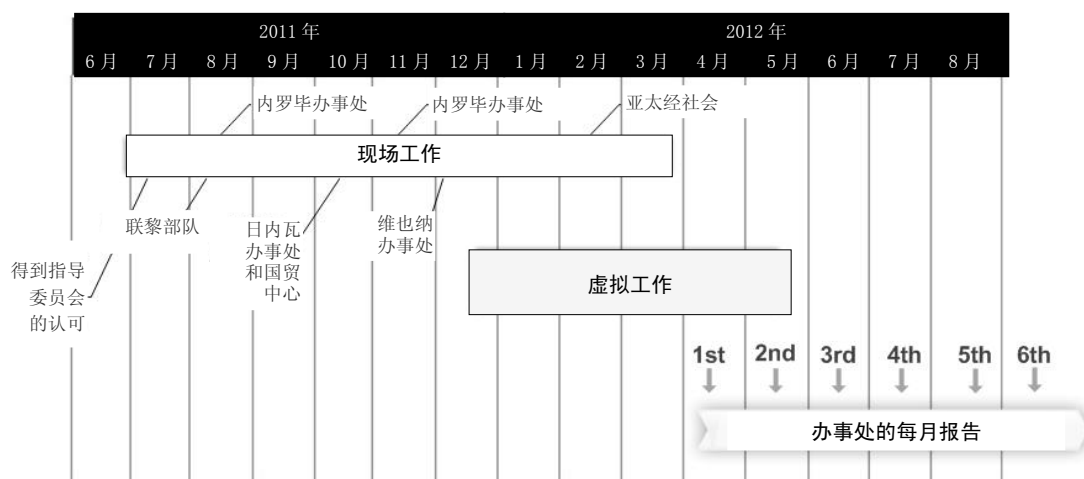 2011 年
2012 年
6 月 7 月 8 月 9 月 10 月 11 月 12 月 1 月 2 月 3 月 4 月 5 月 6 月 7 月 8 月
内罗毕办事处
内罗毕办事处
亚太经社会
现场工作
联黎部队
日内瓦
办事处
和国贸
中心
维也纳
办事处
得到指导
委员会
的认可
虚拟工作
1st 2nd 3rd 4th 5th 6th
办事处的每月报告